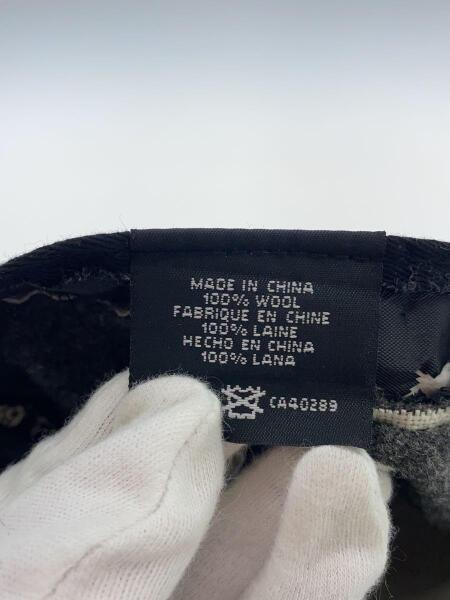 MADE IN CHINA
100% WOOL
FABRIQUE EN CHINE
100% LAINE
HECHO EN CHINA
100% LANA
CA40289